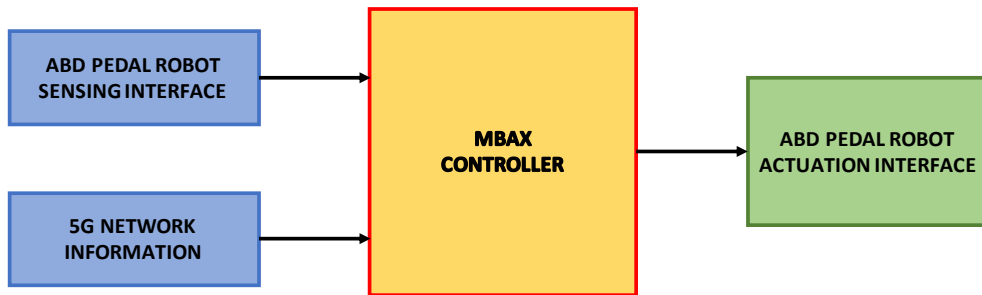 ABD PEDAL ROBOT
SENSING INTERFACE
5G NETWORK
INFORMATION
MBAX
CONTROLLER
ABD PEDAL ROBOT
ACTUATION INTERFACE